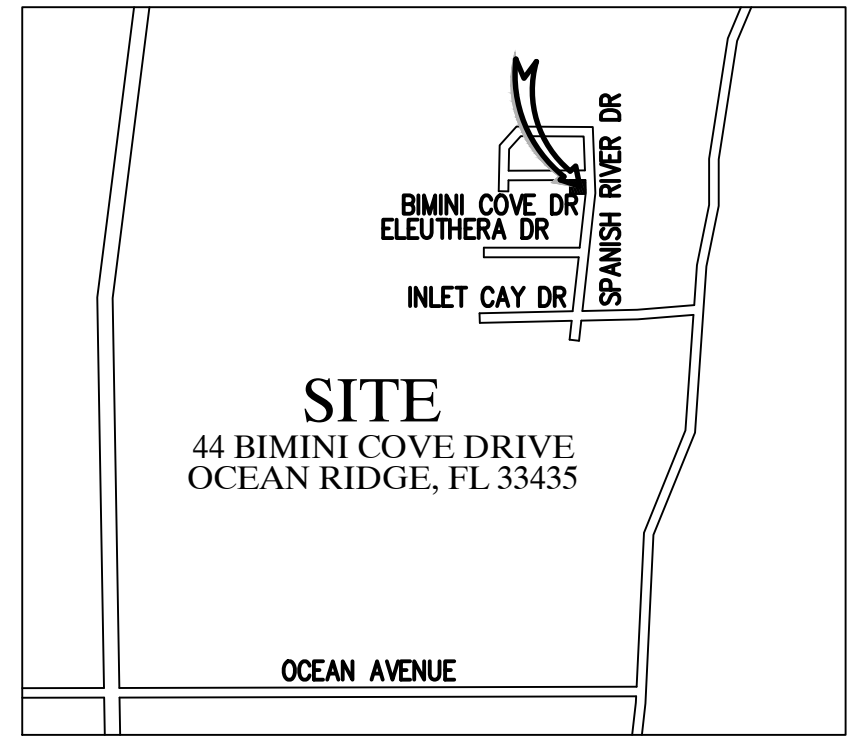 SPANISH RIVER DR
BIMINI COVE DR
ELEUTHERA DR
INLET CAY DR
SITE
44 BIMINI COVE DRIVE
OCEAN RIDGE, FL 33435
OCEAN AVENUE